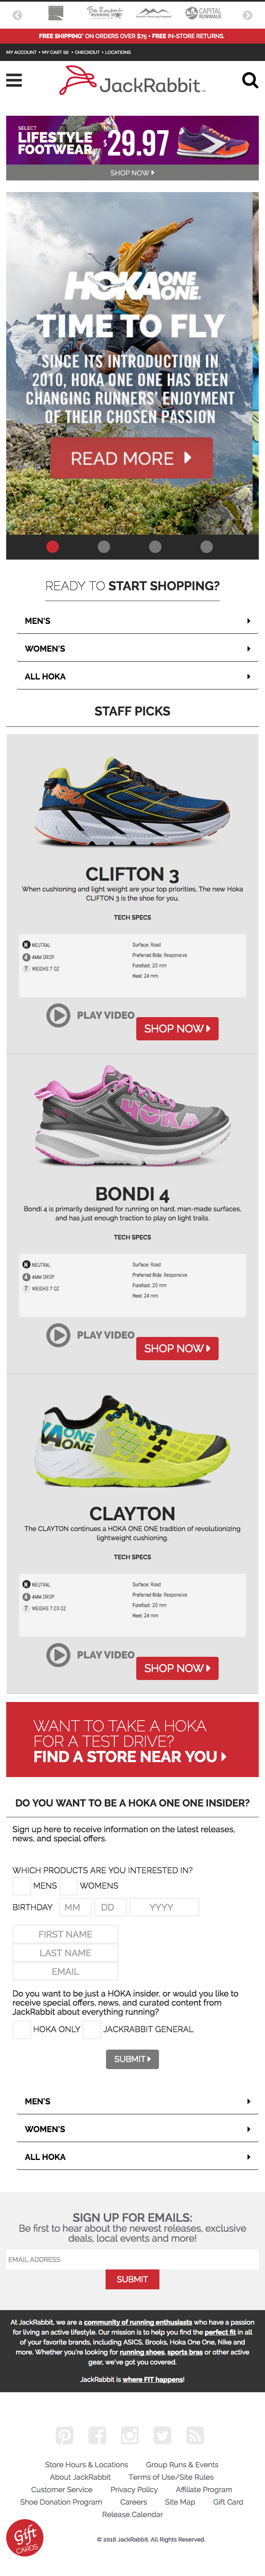 CAPITAL
RUNWALK
FREE SHIPPING* ON ORDERS OVER $75 + FREE IN-STORE RETURNS.
MY ACCOUNT • MY CART (0) • CHECKOUT • LOCATIONS
JackRabbit
SELECT
LIFESTYLE
FOOTWEAR
$29.97
SHOP NOW
HOKA ONE ONE
TIME TO FLY
SINCE ITS INTRODUCTION IN
2010, HOKA ONE ONE HAS BEEN
CHANGING RUNNERS' ENJOYMENT
OF THEIR CHOSEN PASSION
READ MORE
READY TO START SHOPPING?
MEN'S
WOMEN'S
ALL HOKA
STAFF PICKS
CLIFTON 3
When cushioning and light weight are your top priorities, The new Hoka
CLIFTON 3 is the shoe for you.
TECH SPECS
N NEUTRAL
4 4MM DROP
7 WEIGHS 7 OZ
Surface: Road
Preferred Ride: Responsive
Forefoot: 20 mm
Heel: 24 mm
PLAY VIDEO
SHOP NOW
HOKA
BONDI 4
Bondi 4 is primarily designed for running on hard, man-made surfaces,
and has just enough traction to play on light trails.
TECH SPECS
N NEUTRAL
4 4MM DROP
7 WEIGHS 7 OZ
Surface: Road
Preferred Ride: Responsive
Forefoot: 20 mm
Heel: 24 mm
PLAY VIDEO
SHOP NOW
ONE
ONE
CLAYTON
The CLAYTON continues a HOKA ONE ONE tradition of revolutionizing
lightweight cushioning.
TECH SPECS
N NEUTRAL
4 4MM DROP
7 WEIGHS 7.03 OZ
Surface: Road
Preferred Ride: Responsive
Forefoot: 20 mm
Heel: 24 mm
PLAY VIDEO
SHOP NOW
WANT TO TAKE A HOKA
FOR A TEST DRIVE?
FIND A STORE NEAR YOU
DO YOU WANT TO BE A HOKA ONE ONE INSIDER?
Sign up here to receive information on the latest releases,
news, and special offers.
WHICH PRODUCTS ARE YOU INTERESTED IN?
MENS WOMENS
BIRTHDAY MM DD YYYY
FIRST NAME
LAST NAME
EMAIL
Do you want to be just a HOKA insider, or would you like to
receive special offers, news, and curated content from
JackRabbit about everything running?
HOKA ONLY JACKRABBIT GENERAL
SUBMIT
MEN'S
WOMEN'S
ALL HOKA
SIGN UP FOR EMAILS:
Be first to hear about the newest releases, exclusive
deals, local events and more!
EMAIL ADDRESS
SUBMIT
At JackRabbit, we are a community of running enthusiasts who have a passion
for living an active lifestyle. Our mission is to help you find the perfect fit in all
of your favorite brands, including ASICS, Brooks, Hoka One One, Nike and
more. Whether you're looking for running shoes, sports bras or other active
gear, we've got you covered.
JackRabbit is where FIT happens!
Store Hours & Locations Group Runs & Events
About JackRabbit Terms of Use/Site Rules
Customer Service Privacy Policy Affiliate Program
Shoe Donation Program Careers Site Map Gift Card
Release Calendar
Gift
CARDS
© 2016 JackRabbit. All Rights Reserved.